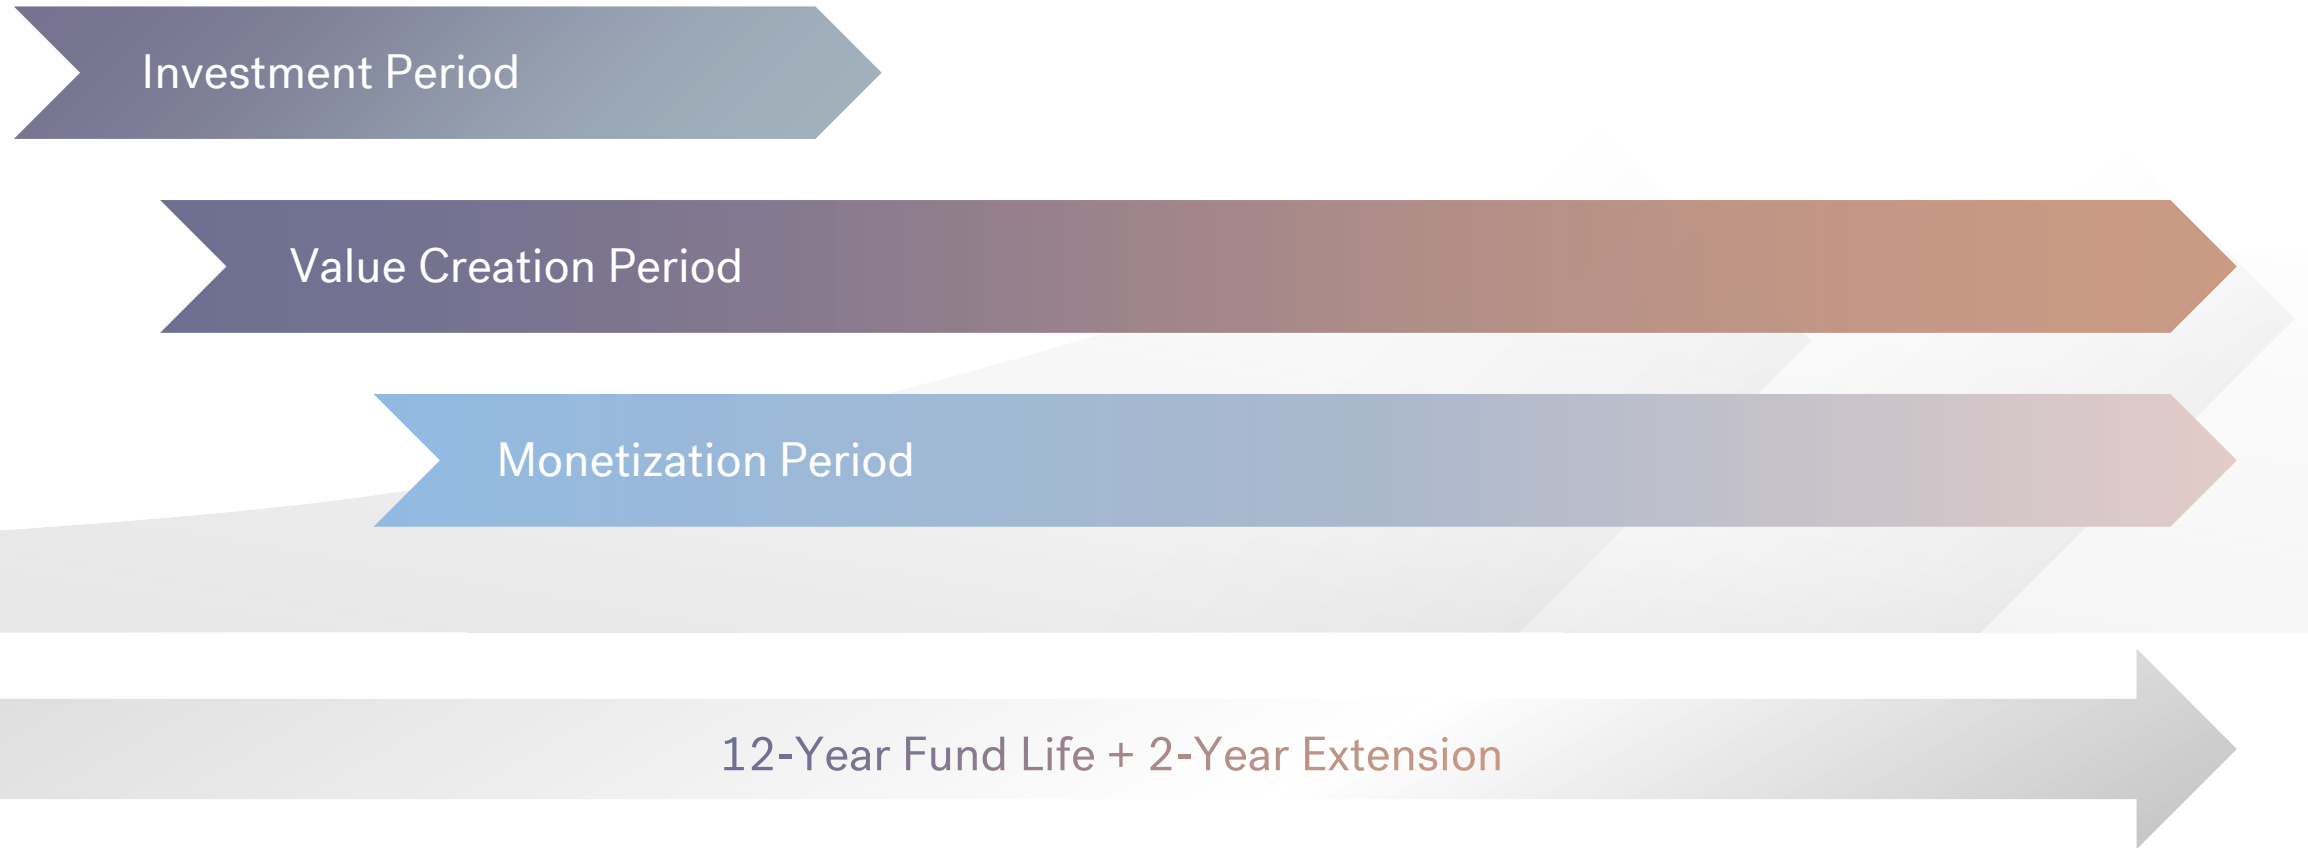 Investment Period
Value Creation Period
Monetization Period
12-Year Fund Life + 2-Year Extension